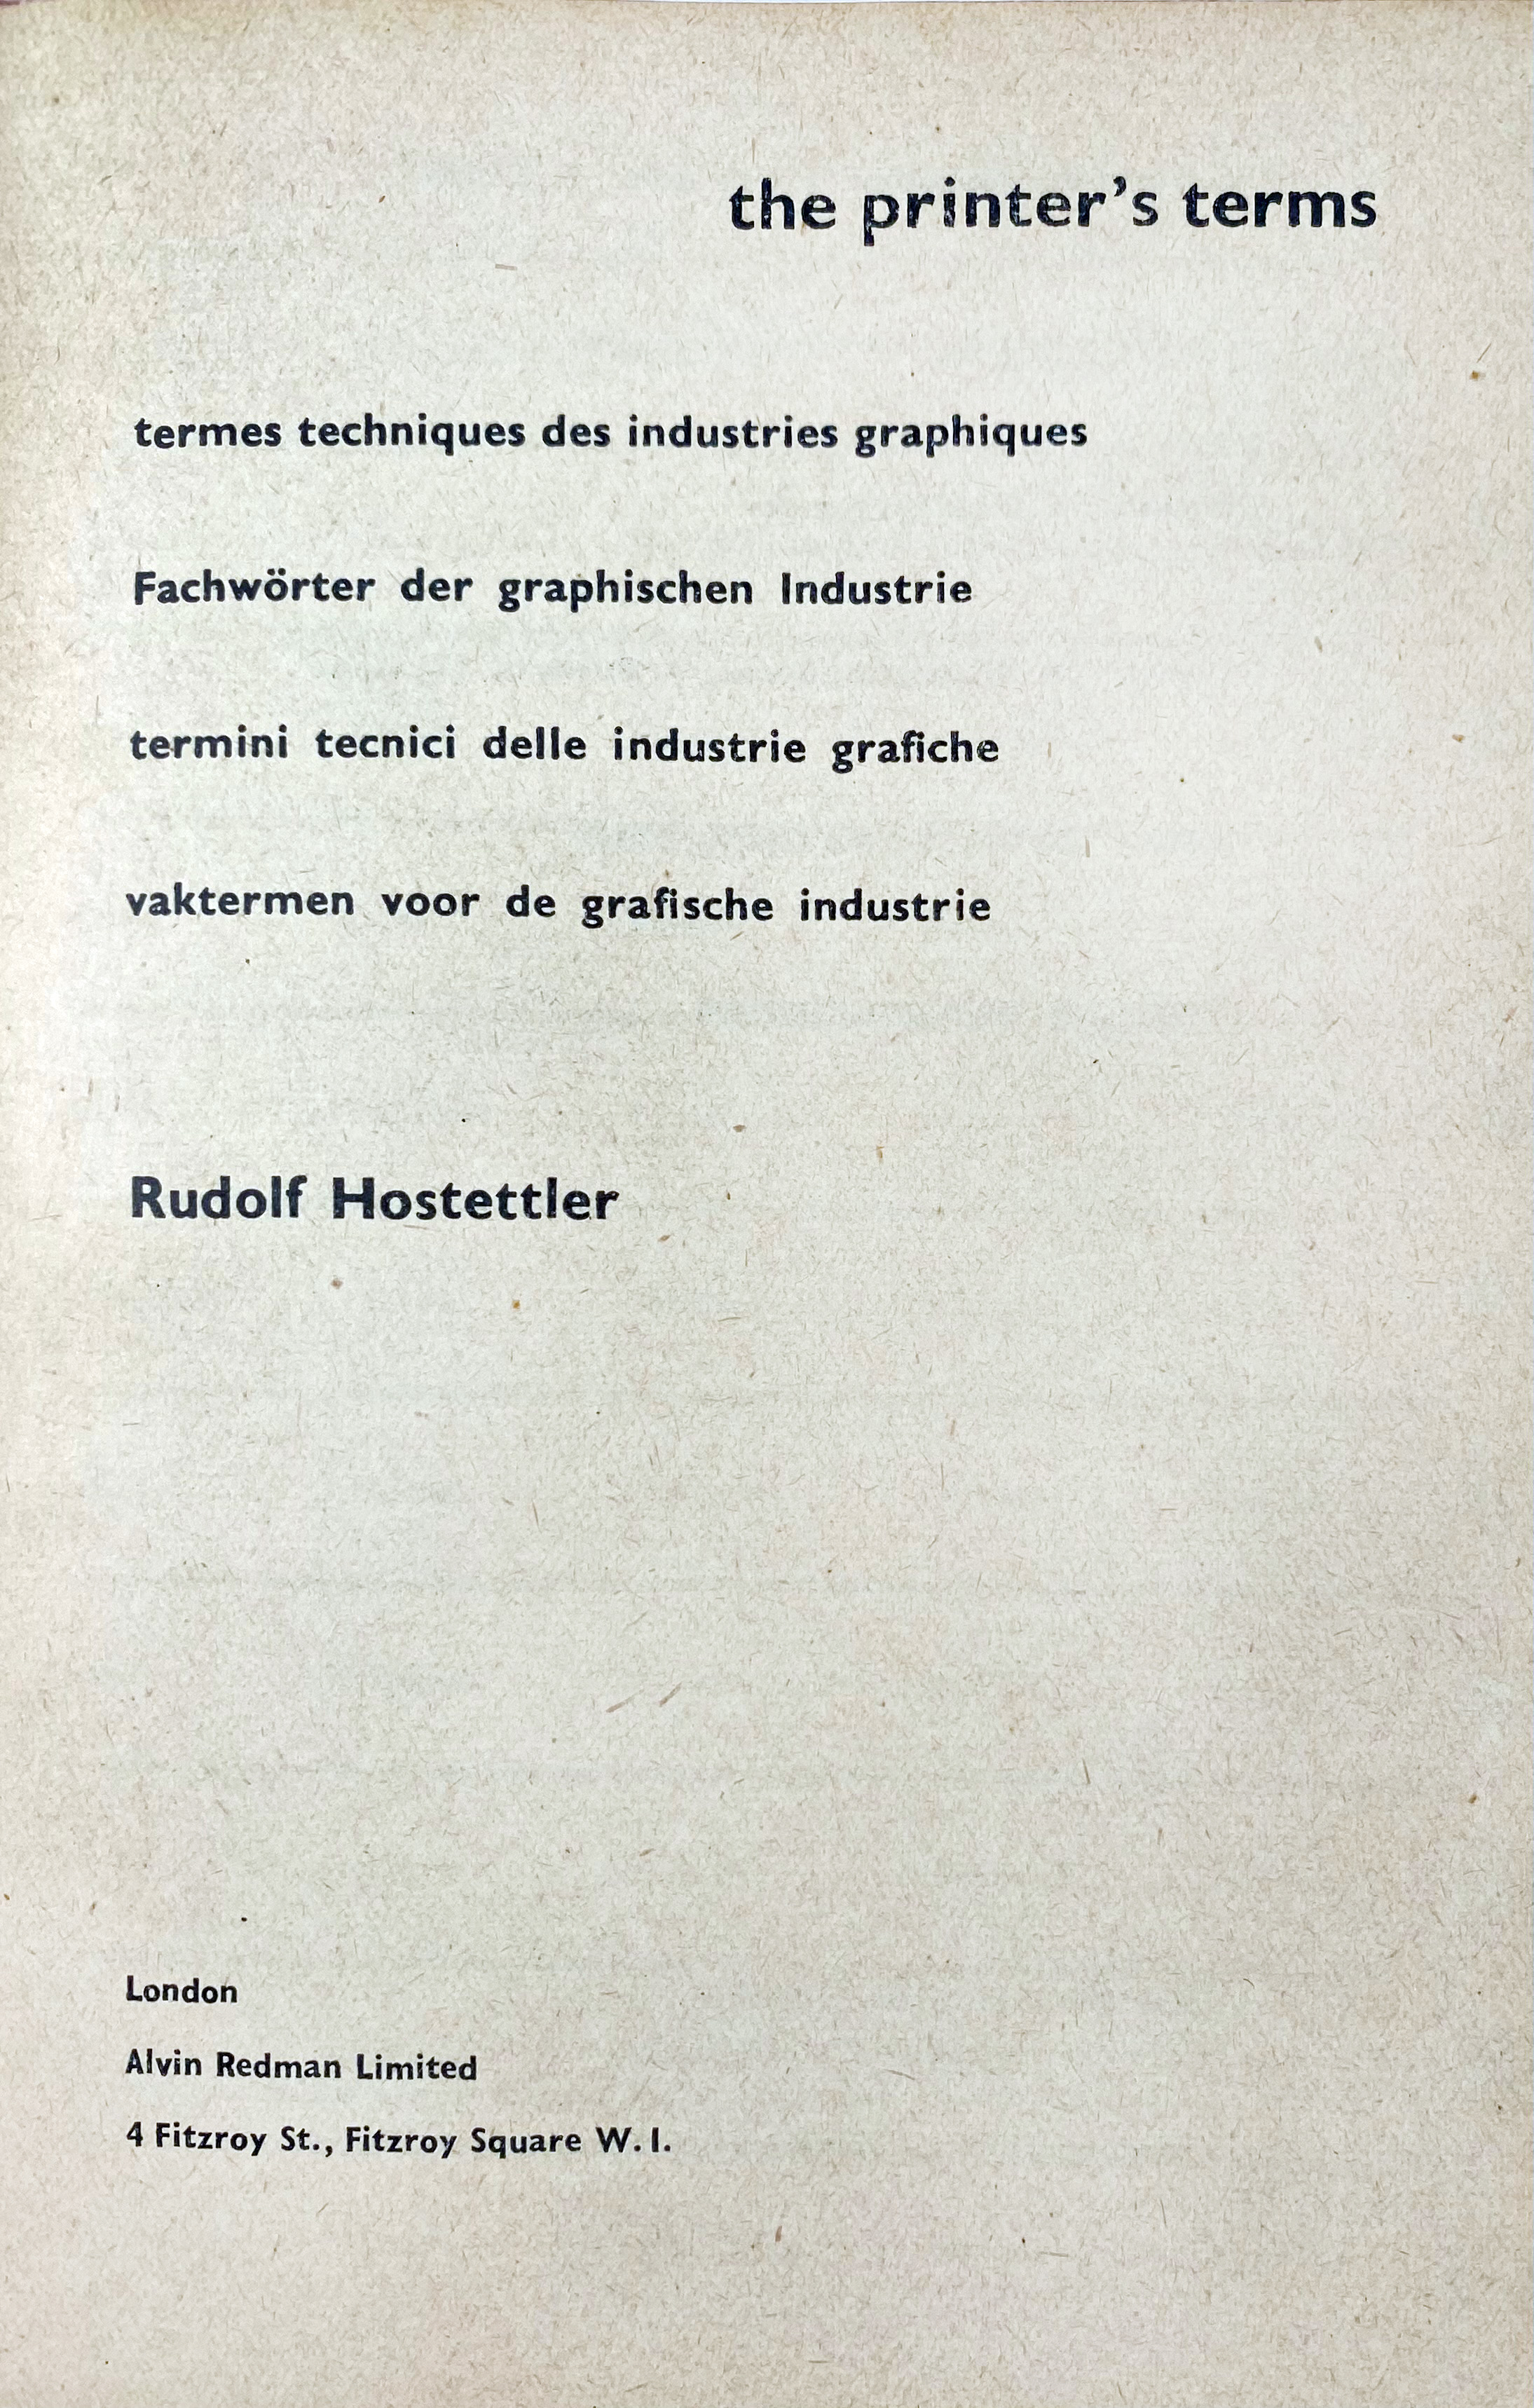 the printer’s terms
termes techniques des industries graphiques
Fachwörter der graphischen Industrie
termini tecnici delle industrie grafiche
vaktermen voor de grafische industrie
Rudolf Hostettler
London
Alvin Redman Limited
4 Fitzroy St., Fitzroy Square W. I.